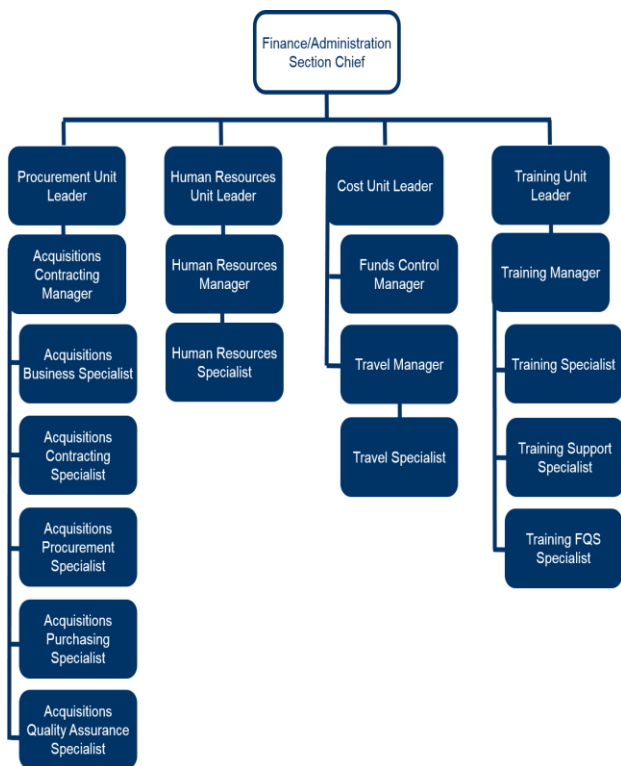 Finance/Administration
Section Chief
Procurement Unit
Leader
Human Resources
Unit Leader
Cost Unit Leader
Training Unit
Leader
Acquisitions
Contracting
Manager
Human Resources
Manager
Funds Control
Manager
Training Manager
Acquisitions
Business Specialist
Human Resources
Specialist
Travel Manager
Training Specialist
Acquisitions
Contracting
Specialist
Travel Specialist
Training Support
Specialist
Acquisitions
Procurement
Specialist
Training FQS
Specialist
Acquisitions
Purchasing
Specialist
Acquisitions
Quality Assurance
Specialist